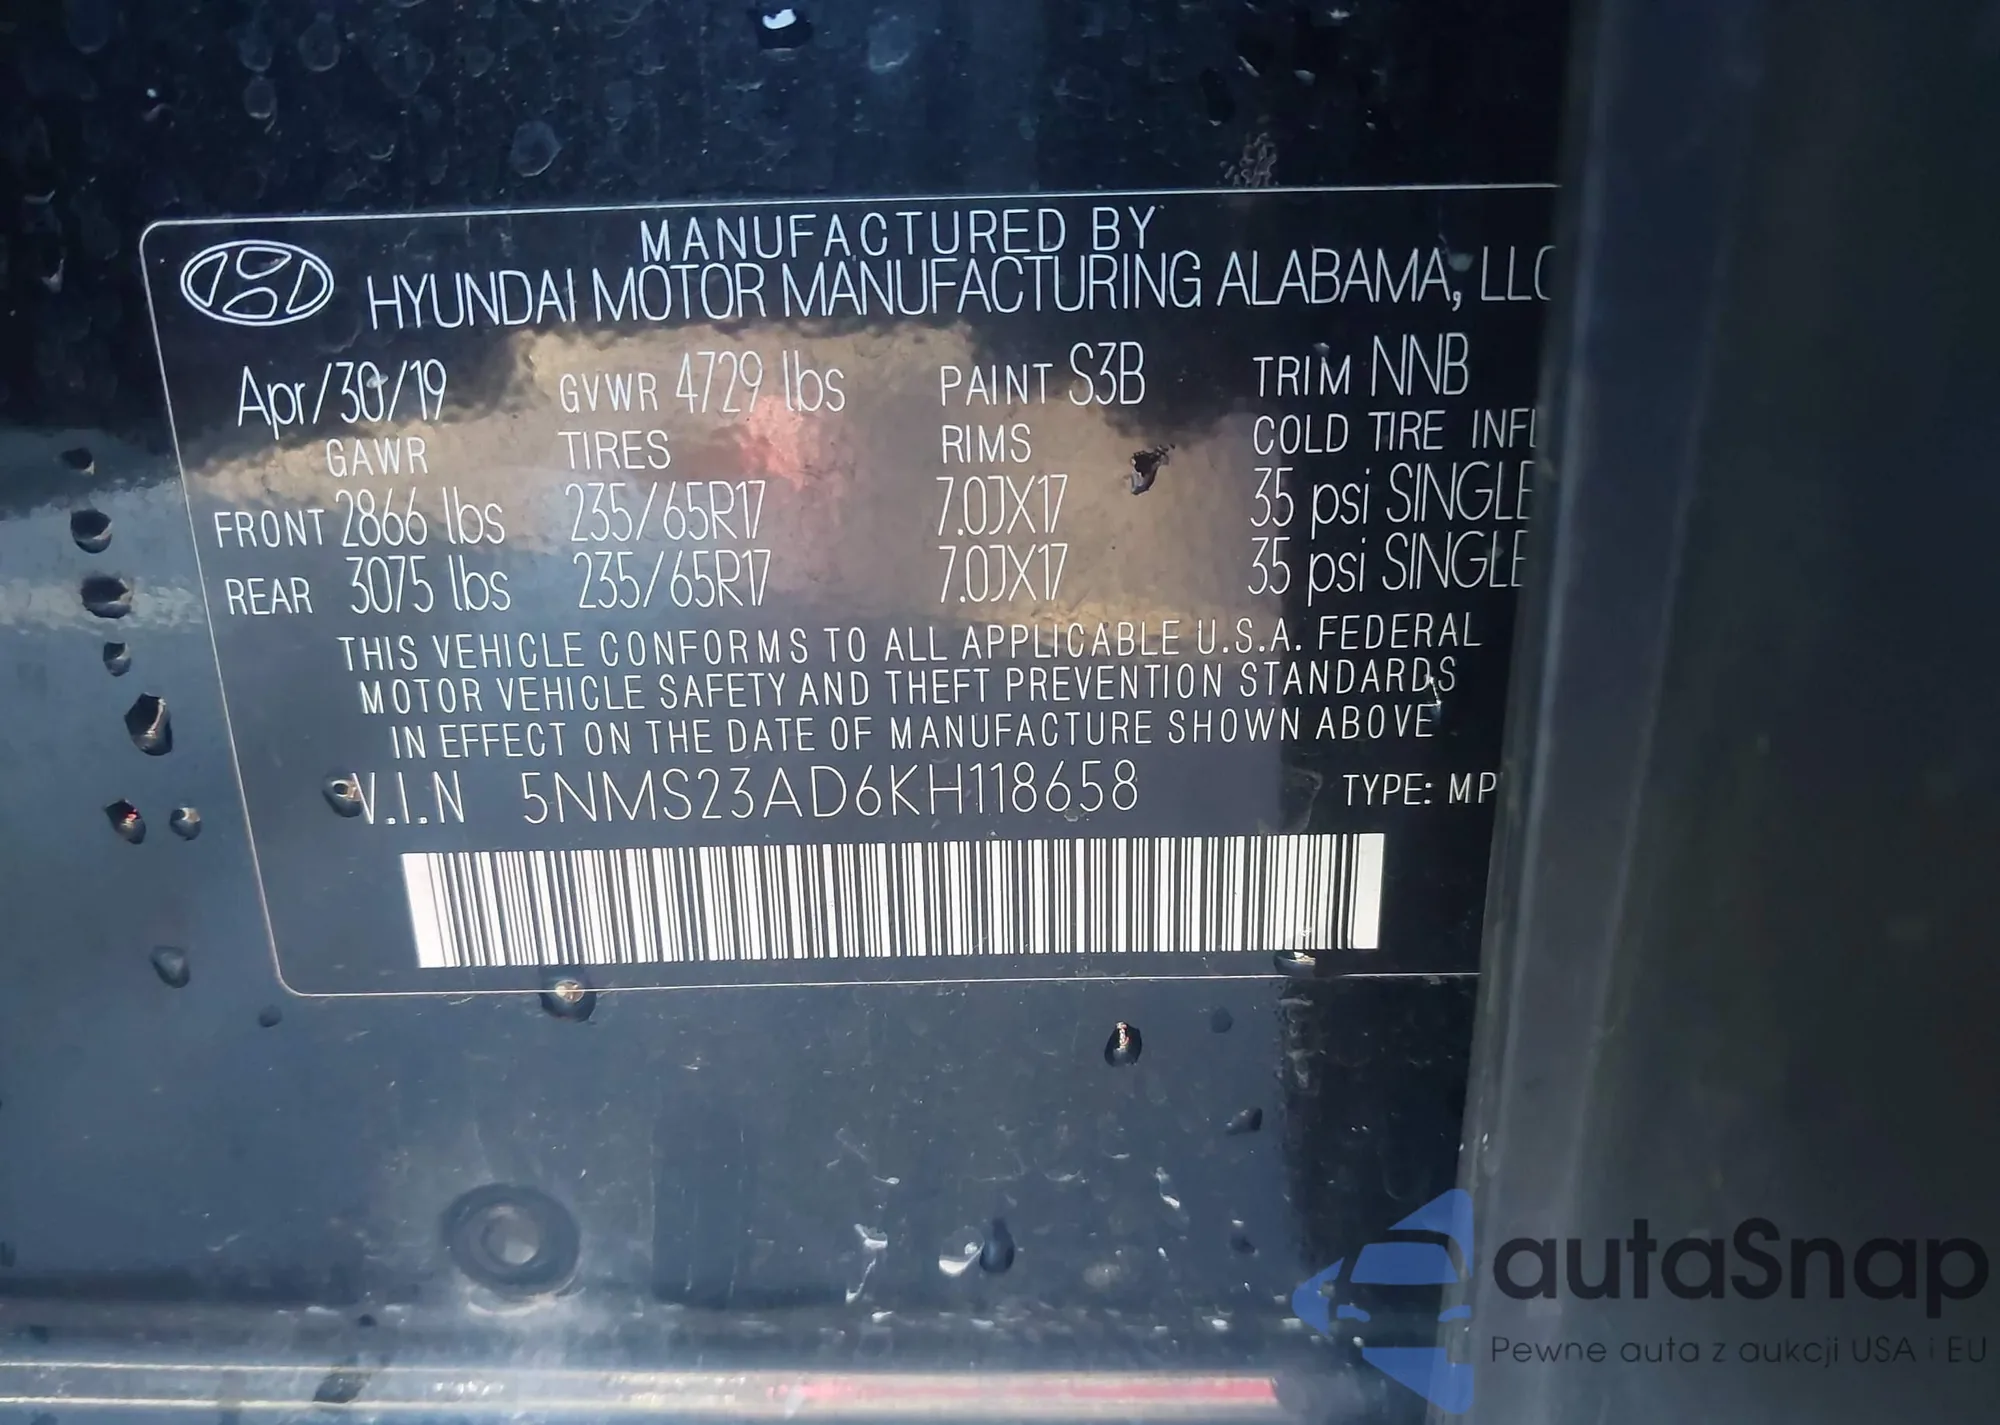 MANUFACTURED BY
HYUNDAI MOTOR MANUFACTURING ALABAMA, LLC
Apr/30/19 GVWR 4729 lbs PAINT S3B TRIM NNB
GAWR TIRES RIMS COLD TIRE INFL
FRONT 2866 lbs 235/65R17 7.0JX17 35 psi SINGLE
REAR 3075 lbs 235/65R17 7.0JX17 35 psi SINGLE
THIS VEHICLE CONFORMS TO ALL APPLICABLE U.S.A. FEDERAL
MOTOR VEHICLE SAFETY AND THEFT PREVENTION STANDARDS
IN EFFECT ON THE DATE OF MANUFACTURE SHOWN ABOVE
V.I.N 5NMS23AD6KH118658 TYPE: MP
autaSnap
Pewne auta z aukcji USA i EU